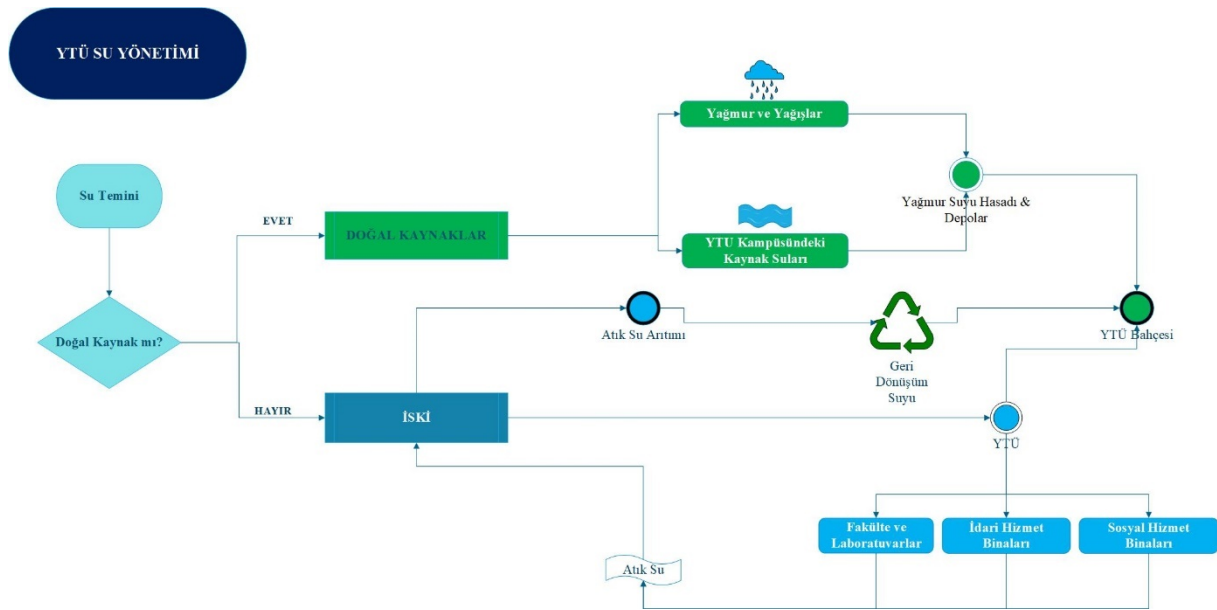 YTÜ SU YÖNETİMİ
Su Temini
Doğal Kaynak mı?
EVET
HAYIR
DOĞAL KAYNAKLAR
İSKİ
Yağmur ve Yağışlar
YTU Kampüsündeki
Kaynak Suları
Yağmur Suyu Hasadı &
Depolar
Atık Su Arıtımı
Geri
Dönüşüm
Suyu
YTÜ Bahçesi
YTÜ
Fakülte ve
Laboratuvarlar
İdari Hizmet
Binaları
Sosyal Hizmet
Binaları
Atık Su